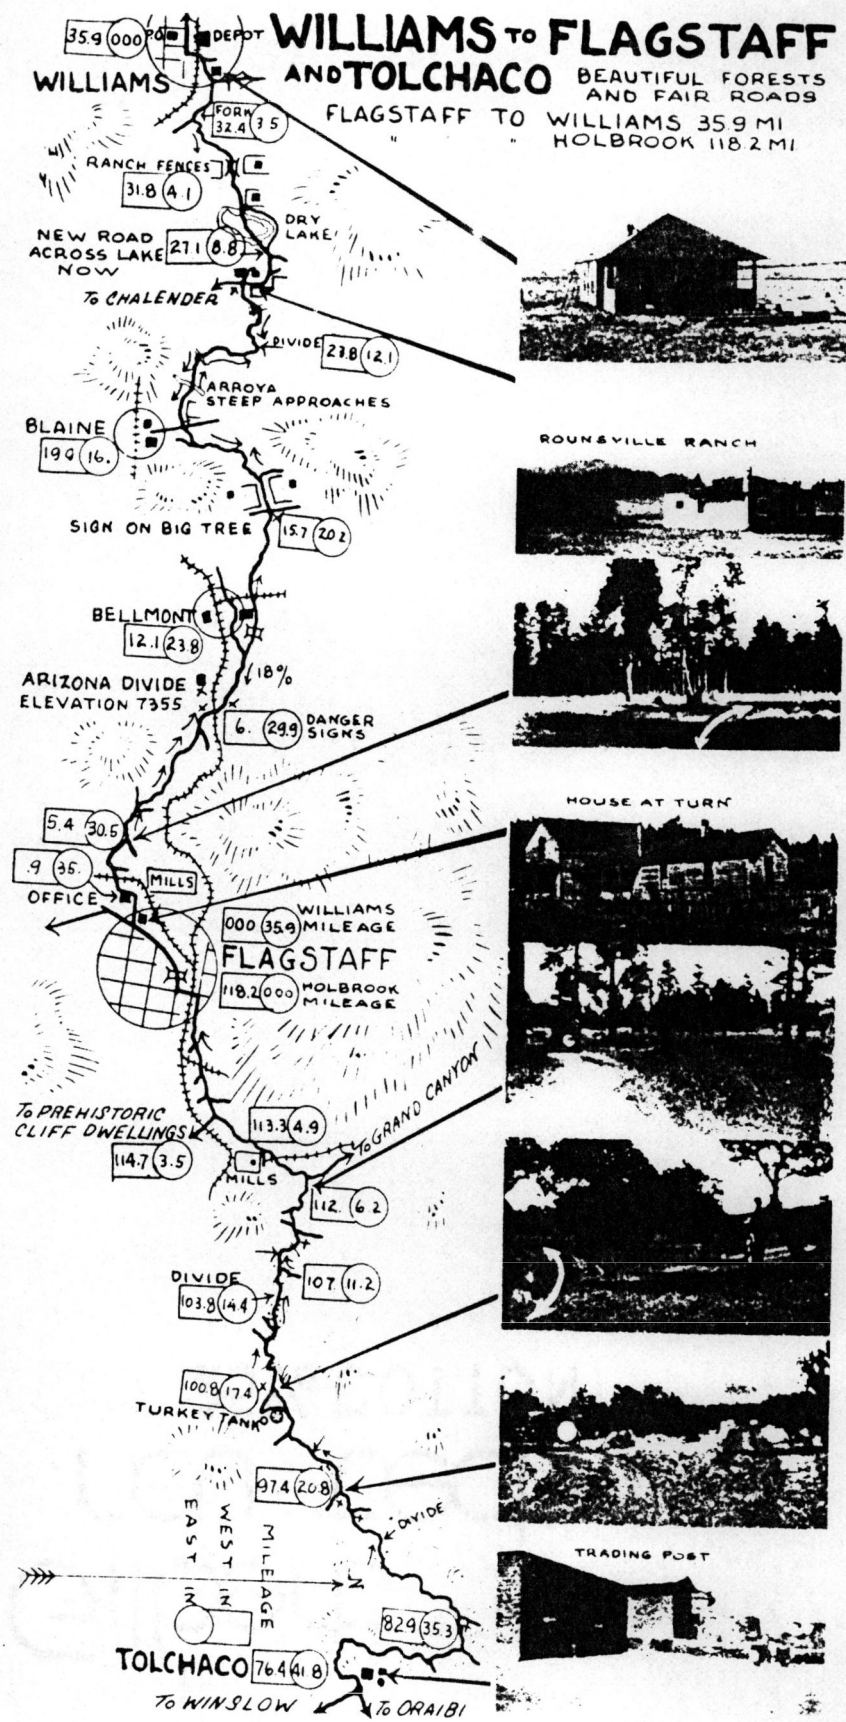 WILLIAMS TO FLAGSTAFF
AND TOLCHACO
BEAUTIFUL FORESTS
AND FAIR ROADS
FLAGSTAFF TO WILLIAMS 35.9 MI
" " HOLBROOK 118.2 MI
35.9 000 P.O. DEPOT
WILLIAMS
FORK
32.4 3.5
RANCH FENCES
31.8 4.1
DRY
LAKE
NEW ROAD
ACROSS LAKE
NOW
27.1 8.8
To CHALENDER
DIVIDE 23.8 12.1
ARROYA
STEEP APPROACHES
BLAINE
19.9 16.
ROUNSVILLE RANCH
SIGN ON BIG TREE
15.7 20.2
BELLMONT
12.1 23.8
18%
ARIZONA DIVIDE
ELEVATION 7355
6. 29.9 DANGER
SIGNS
HOUSE AT TURN
5.4 30.5
.9 35.
MILLS
OFFICE
000 35.9 WILLIAMS
MILEAGE
FLAGSTAFF
118.2 000 HOLBROOK
MILEAGE
To GRAND CANYON
To PREHISTORIC
CLIFF DWELLINGS
113.3 4.9
114.7 3.5
MILLS
112. 6.2
107. 11.2
DIVIDE
103.8 14.4
100.8 17.4
TURKEY TANK
97.4 20.8
DIVIDE
TRADING POST
EAST IN
WEST IN
MILEAGE
N
82.9 35.3
TOLCHACO 76.4 41.8
To WINSLOW
To ORAIBI